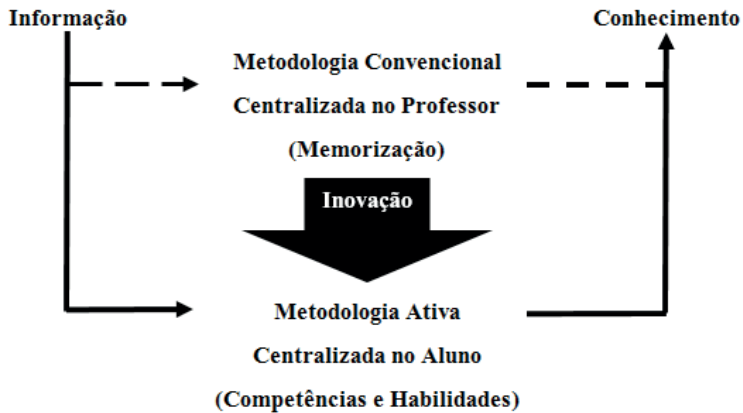 Informação
Conhecimento
Metodologia Convencional
Centralizada no Professor
(Memorização)
Inovação
Metodologia Ativa
Centralizada no Aluno
(Competências e Habilidades)